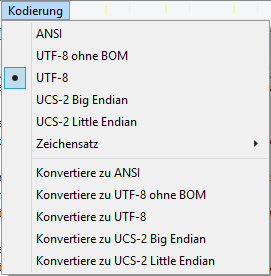 Kodierung
ANSI
UTF-8 ohne BOM
UTF-8
UCS-2 Big Endian
UCS-2 Little Endian
Zeichensatz
Konvertiere zu ANSI
Konvertiere zu UTF-8 ohne BOM
Konvertiere zu UTF-8
Konvertiere zu UCS-2 Big Endian
Konvertiere zu UCS-2 Little Endian